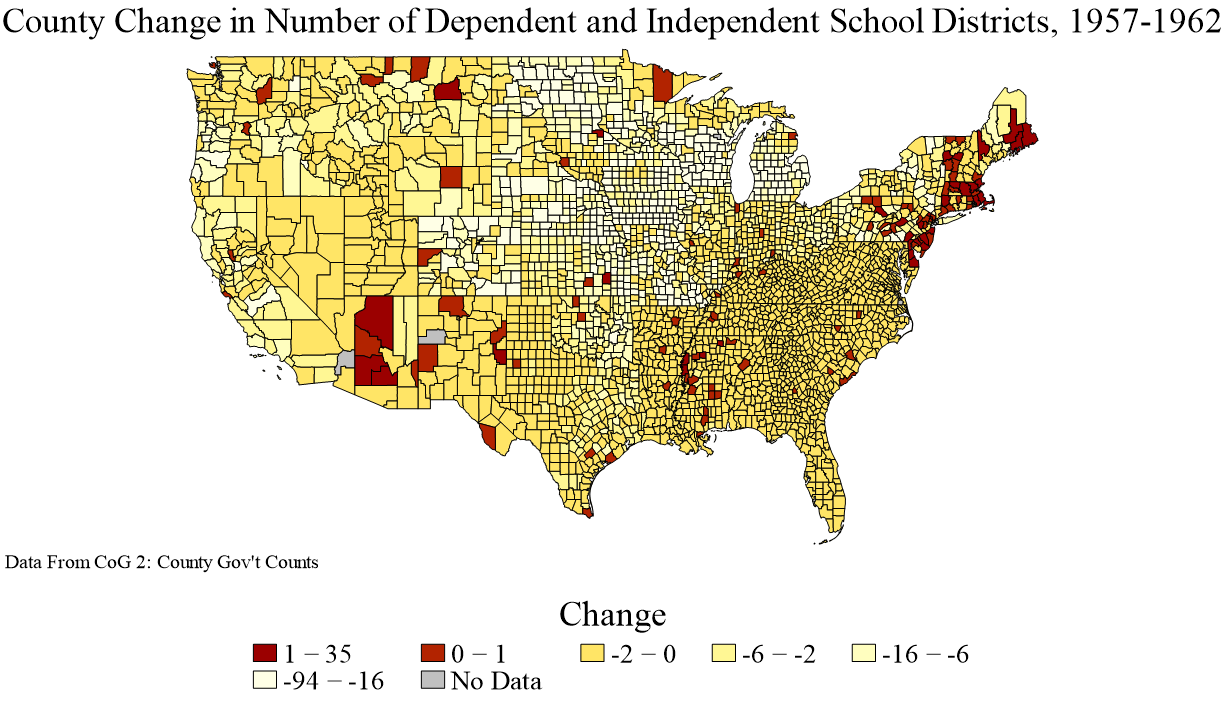 County Change in Number of Dependent and Independent School Districts, 1957-1962
Data From CoG 2: County Gov't Counts
Change
1 − 35 0 − 1 -2 − 0 -6 − -2 -16 − -6
-94 − -16 No Data